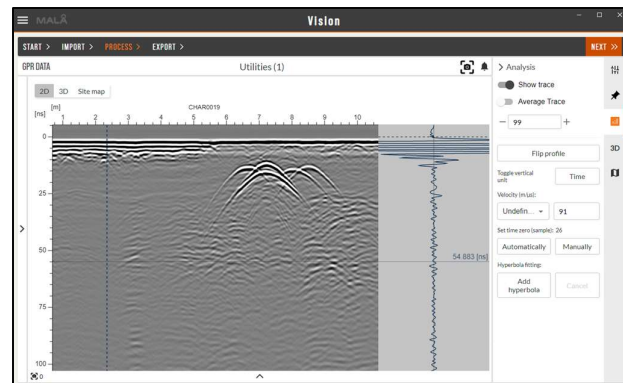 MALÅ
Vision
START > IMPORT > PROCESS > EXPORT >
NEXT >>
GPR DATA
Utilities (1)
2D 3D Site map
[m]
CHAR0019
[ns]
1 2 3 4 5 6 7 8 9 10
0
25
50
75
100
54.883 [ns]
0
> Analysis
Show trace
Average Trace
− 99 +
Flip profile
Toggle vertical
unit
Time
Velocity (m/µs):
Undefin... 91
Set time zero (sample): 26
Automatically Manually
Hyperbola fitting:
Add
hyperbola
Cancel
3D